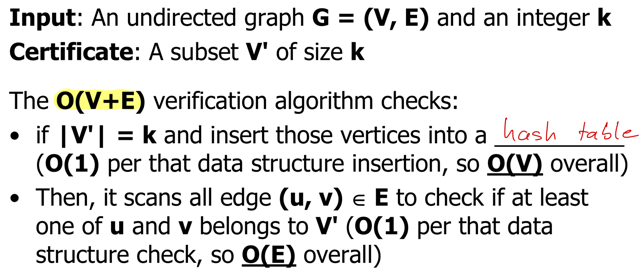 Input: An undirected graph G = (V, E) and an integer k
Certificate: A subset V' of size k
The O(V+E) verification algorithm checks:
• if |V'| = k and insert those vertices into a hash table
(O(1) per that data structure insertion, so O(V) overall)
• Then, it scans all edge (u, v) ∈ E to check if at least
one of u and v belongs to V' (O(1) per that data
structure check, so O(E) overall)